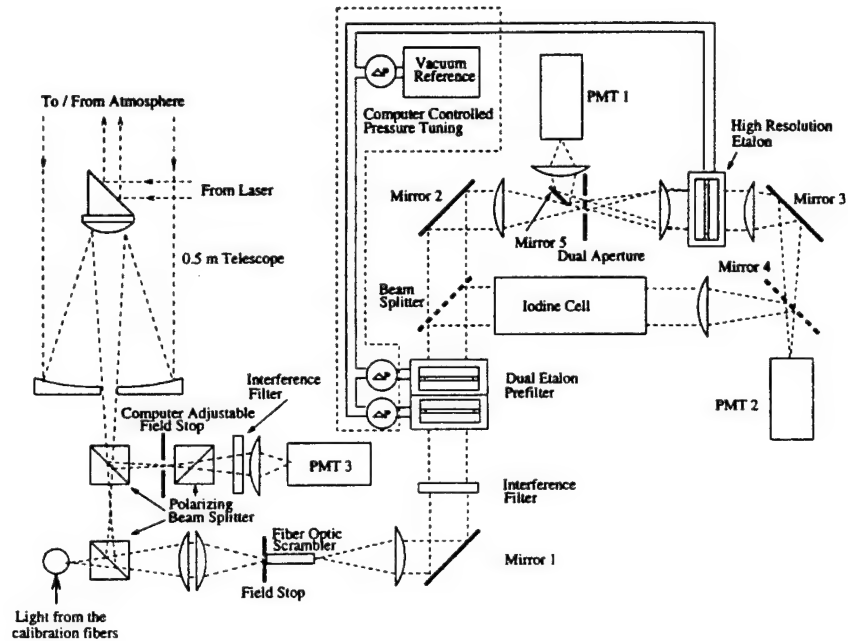 To / From Atmosphere
From Laser
0.5 m Telescope
ΔP
Vacuum
Reference
Computer Controlled
Pressure Tuning
PMT 1
High Resolution
Etalon
Mirror 2
Mirror 3
Mirror 5
Dual Aperture
Mirror 4
Beam
Splitter
Iodine Cell
ΔP
ΔP
Dual Etalon
Prefilter
PMT 2
Interference
Filter
Computer Adjustable
Field Stop
PMT 3
Polarizing
Beam Splitter
Interference
Filter
Fiber Optic
Scrambler
Mirror 1
Field Stop
Light from the
calibration fibers